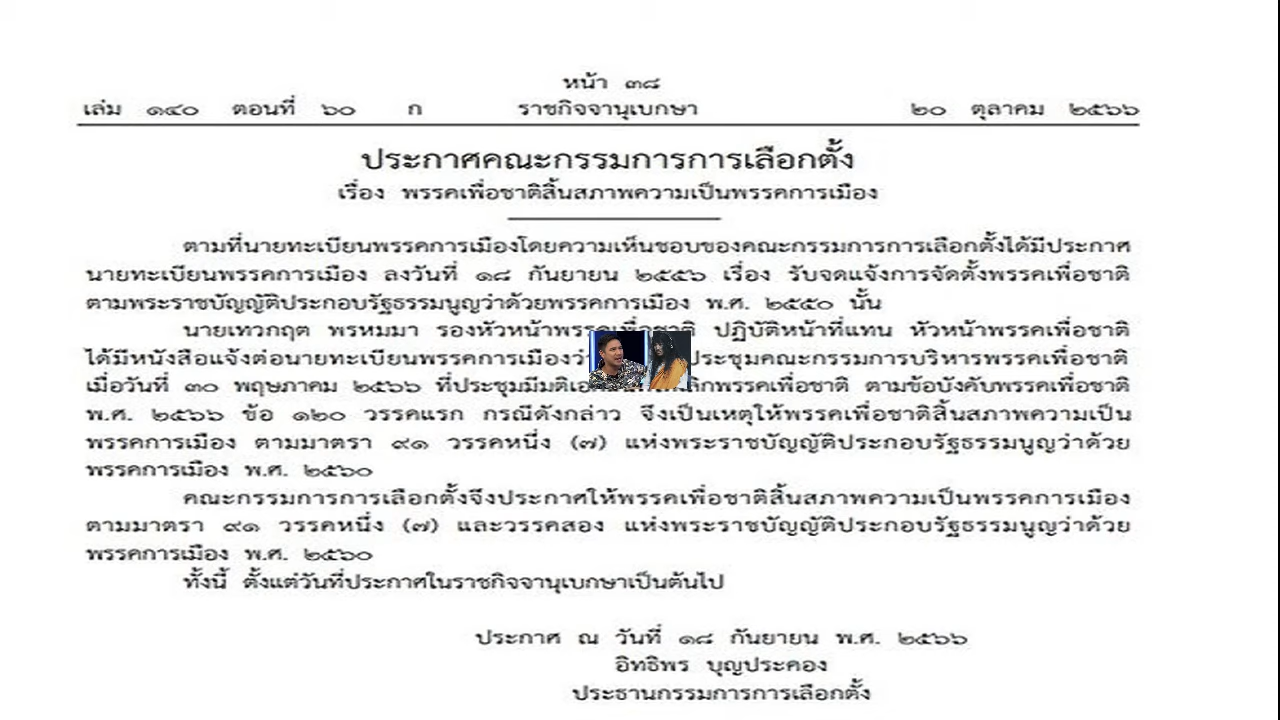 หน้า ๓๘
เล่ม ๑๔๐ ตอนที่ ๖๐ ก ราชกิจจานุเบกษา ๒๐ ตุลาคม ๒๕๖๖
ประกาศคณะกรรมการการเลือกตั้ง
เรื่อง พรรคเพื่อชาติสิ้นสภาพความเป็นพรรคการเมือง
ตามที่นายทะเบียนพรรคการเมืองโดยความเห็นชอบของคณะกรรมการการเลือกตั้งได้มีประกาศ
นายทะเบียนพรรคการเมือง ลงวันที่ ๑๘ กันยายน ๒๕๕๖ เรื่อง รับจดแจ้งการจัดตั้งพรรคเพื่อชาติ
ตามพระราชบัญญัติประกอบรัฐธรรมนูญว่าด้วยพรรคการเมือง พ.ศ. ๒๕๕๐ นั้น
นายเทวกฤต พรหมมา รองหัวหน้าพรรคเพื่อชาติ ปฏิบัติหน้าที่แทน หัวหน้าพรรคเพื่อชาติ
ได้มีหนังสือแจ้งต่อนายทะเบียนพรรคการเมืองว่า ประชุมคณะกรรมการบริหารพรรคเพื่อชาติ
เมื่อวันที่ ๓๐ พฤษภาคม ๒๕๖๖ ที่ประชุมมีมติ พรรคเพื่อชาติ ตามข้อบังคับพรรคเพื่อชาติ
พ.ศ. ๒๕๖๖ ข้อ ๑๒๐ วรรคแรก กรณีดังกล่าว จึงเป็นเหตุให้พรรคเพื่อชาติสิ้นสภาพความเป็น
พรรคการเมือง ตามมาตรา ๙๑ วรรคหนึ่ง (๗) แห่งพระราชบัญญัติประกอบรัฐธรรมนูญว่าด้วย
พรรคการเมือง พ.ศ. ๒๕๖๐
คณะกรรมการการเลือกตั้งจึงประกาศให้พรรคเพื่อชาติสิ้นสภาพความเป็นพรรคการเมือง
ตามมาตรา ๙๑ วรรคหนึ่ง (๗) และวรรคสอง แห่งพระราชบัญญัติประกอบรัฐธรรมนูญว่าด้วย
พรรคการเมือง พ.ศ. ๒๕๖๐
ทั้งนี้ ตั้งแต่วันที่ประกาศในราชกิจจานุเบกษาเป็นต้นไป
ประกาศ ณ วันที่ ๑๘ กันยายน พ.ศ. ๒๕๖๖
อิทธิพร บุญประคอง
ประธานกรรมการการเลือกตั้ง